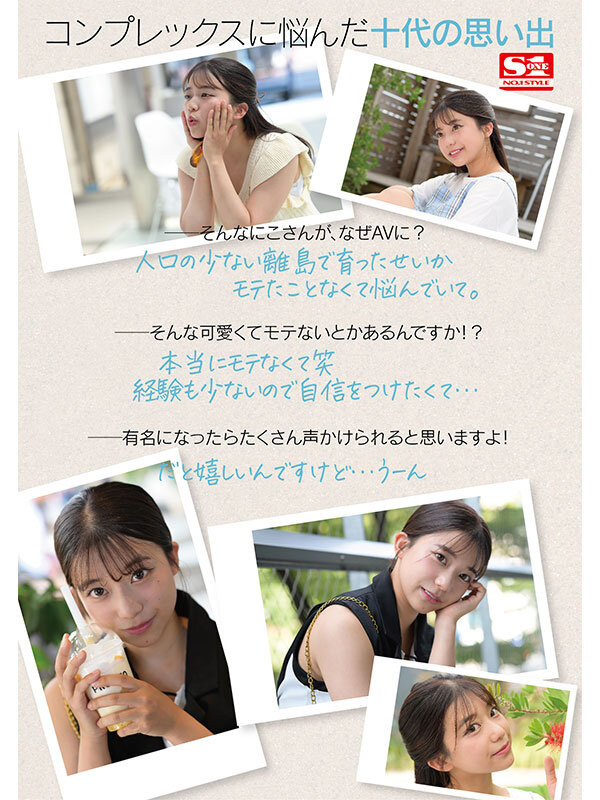 コンプレックスに悩んだ十代の思い出
S1
ONE
NO.1 STYLE
──そんなにこさんが、なぜAVに?
人口の少ない離島で育ったせいか
モテたことなくて悩んでいて。
──そんな可愛くてモテないとかあるんですか!?
本当にモテなくて笑
経験も少ないので自信をつけたくて…
──有名になったらたくさん声かけられると思いますよ!
だと嬉しいんですけど…うーん